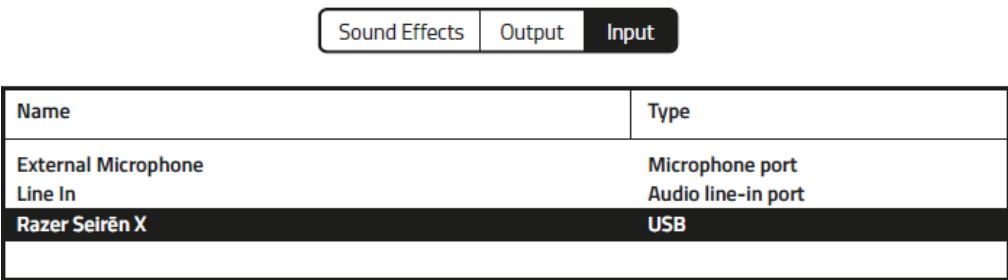 Sound Effects Output Input
Name Type
External Microphone Microphone port
Line In Audio line-in port
Razer Seirēn X USB